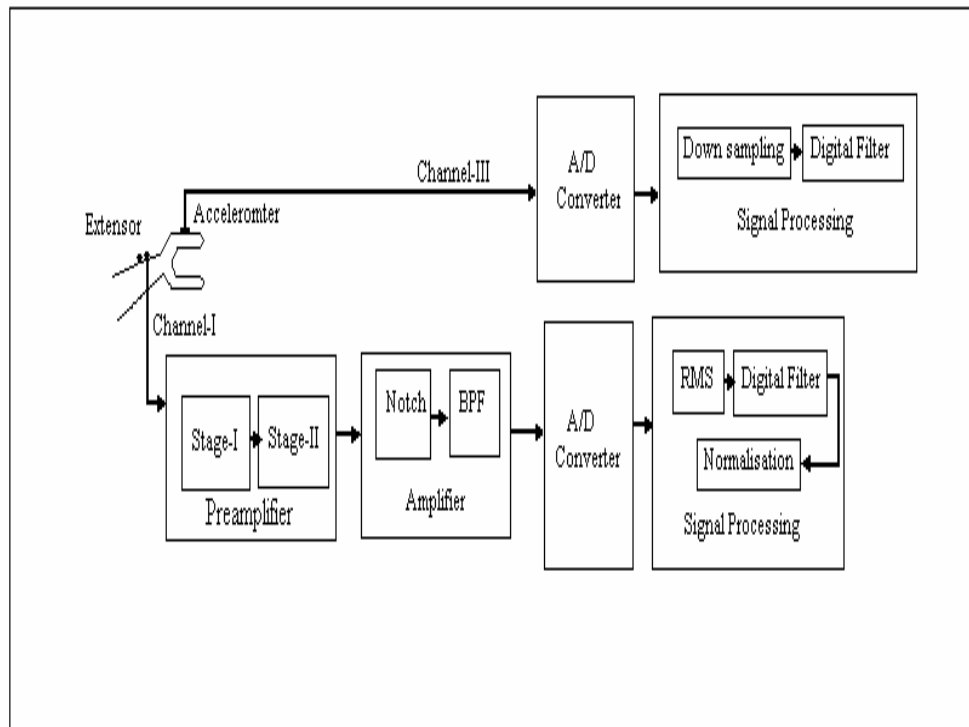 Channel-III
Acceleromter
Extensor
Channel-I
A/D
Converter
Down sampling
Digital Filter
Signal Processing
Stage-I
Stage-II
Preamplifier
Notch
BPF
Amplifier
A/D
Converter
RMS
Digital Filter
Normalisation
Signal Processing